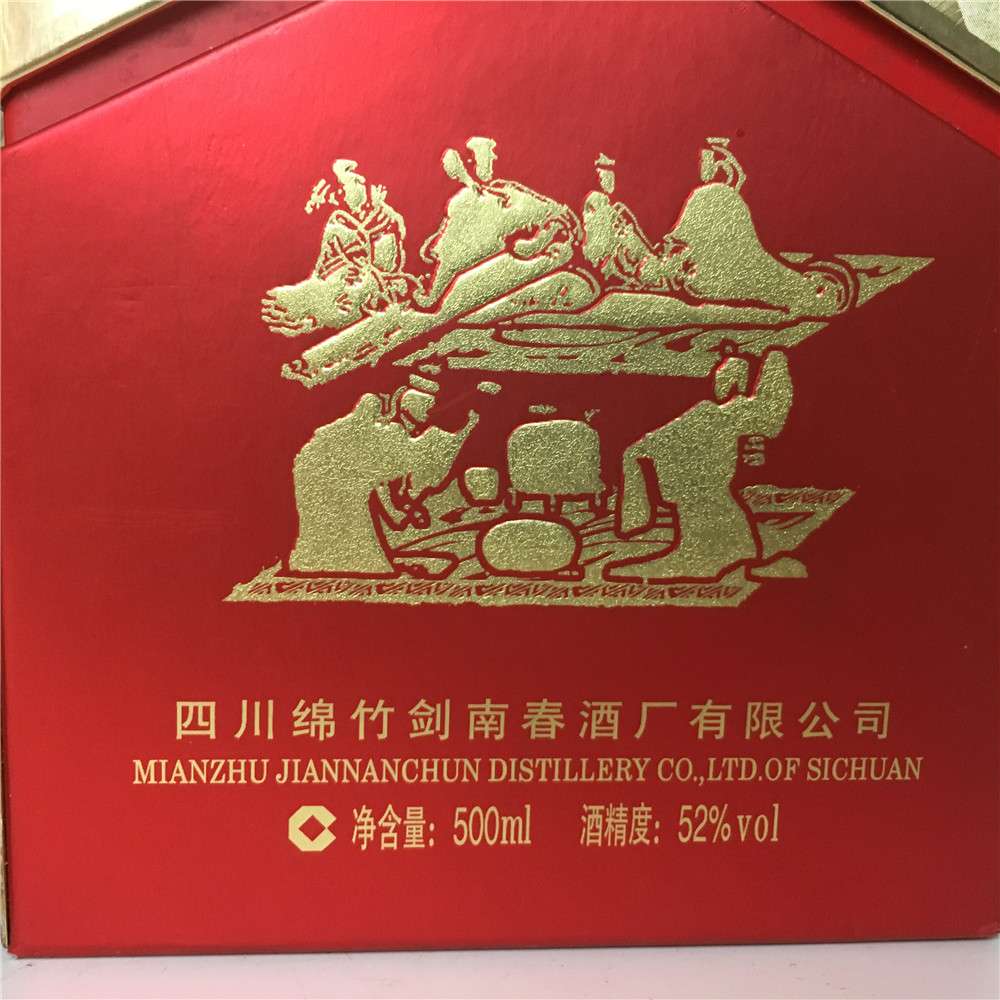 四川绵竹剑南春酒厂有限公司
MIANZHU JIANNANCHUN DISTILLERY CO.,LTD.OF SICHUAN
净含量：500ml 酒精度：52%vol